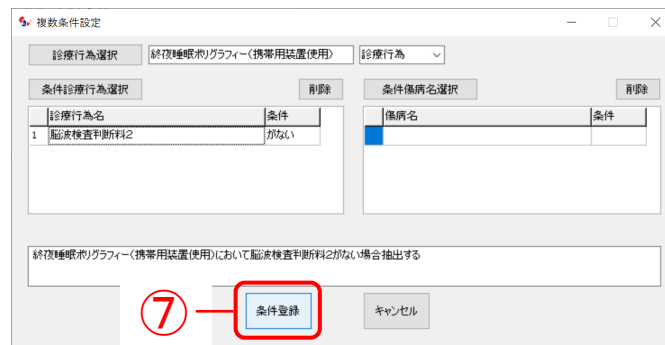 複数条件設定
診療行為選択 終夜睡眠ポリグラフィー(携帯用装置使用) 診療行為
条件診療行為選択 削除 条件傷病名選択 削除
診療行為名 条件 傷病名 条件
1 脳波検査判断料2 がない
終夜睡眠ポリグラフィー(携帯用装置使用)において脳波検査判断料2がない場合抽出する
⑦ 条件登録 キャンセル